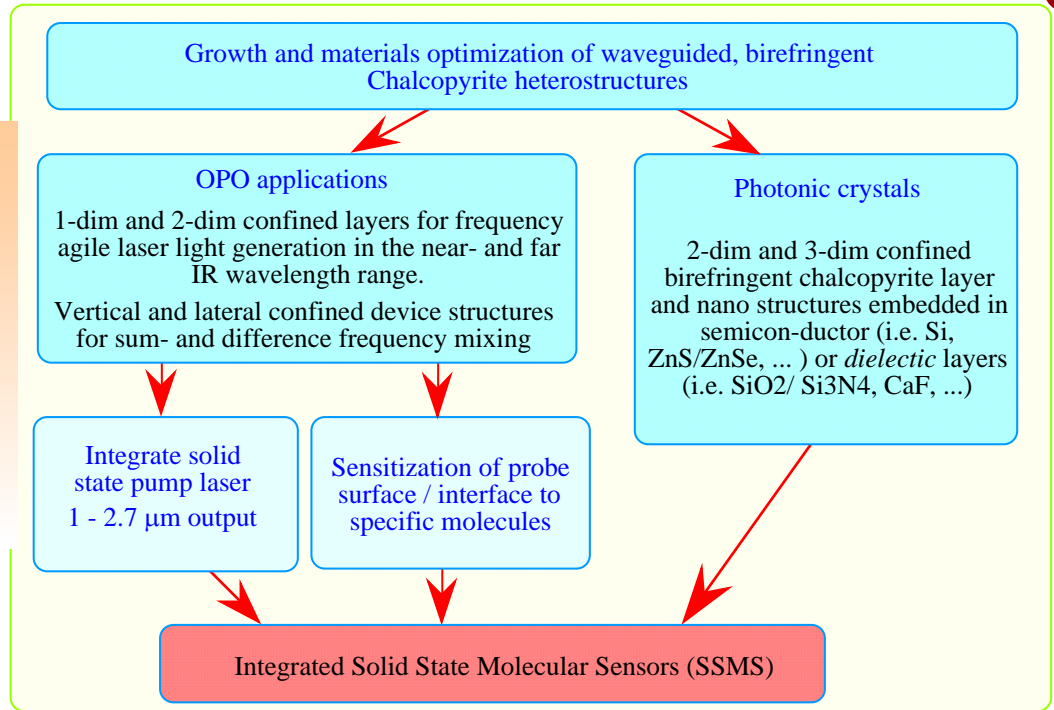 Growth and materials optimization of waveguided, birefringent
Chalcopyrite heterostructures
OPO applications
1-dim and 2-dim confined layers for frequency
agile laser light generation in the near- and far
IR wavelength range.
Vertical and lateral confined device structures
for sum- and difference frequency mixing
Photonic crystals
2-dim and 3-dim confined
birefringent chalcopyrite layer
and nano structures embedded in
semicon-ductor (i.e. Si,
ZnS/ZnSe, ... ) or dielectic layers
(i.e. SiO2/ Si3N4, CaF, ...)
Integrate solid
state pump laser
1 - 2.7 μm output
Sensitization of probe
surface / interface to
specific molecules
Integrated Solid State Molecular Sensors (SSMS)